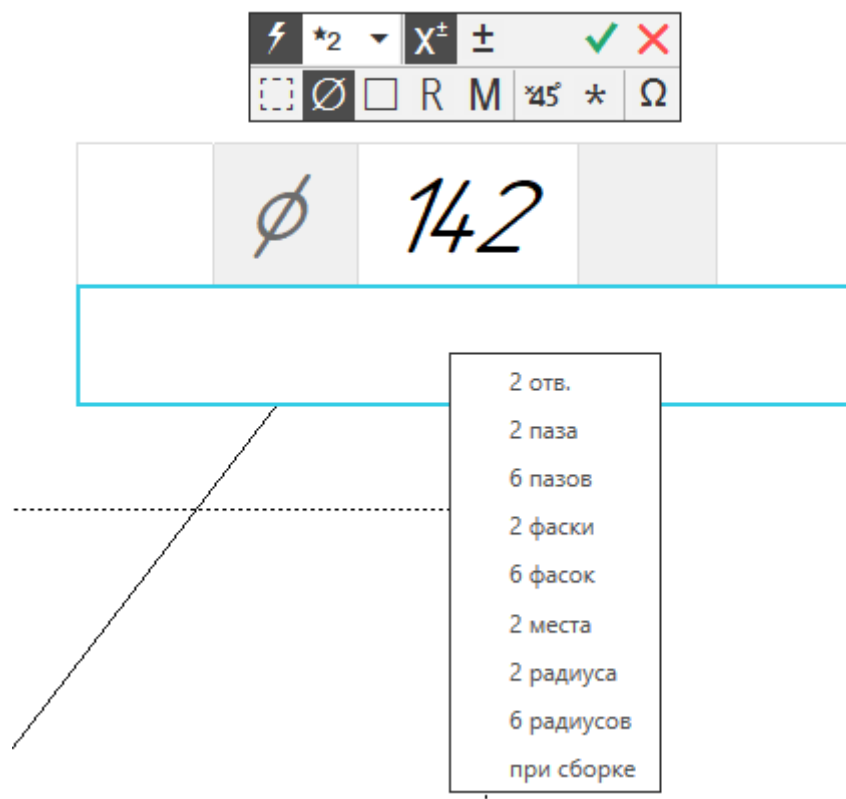 *2 X± ±
Ø R M ×45° * Ω
Ø 142
2 отв.
2 паза
6 пазов
2 фаски
6 фасок
2 места
2 радиуса
6 радиусов
при сборке